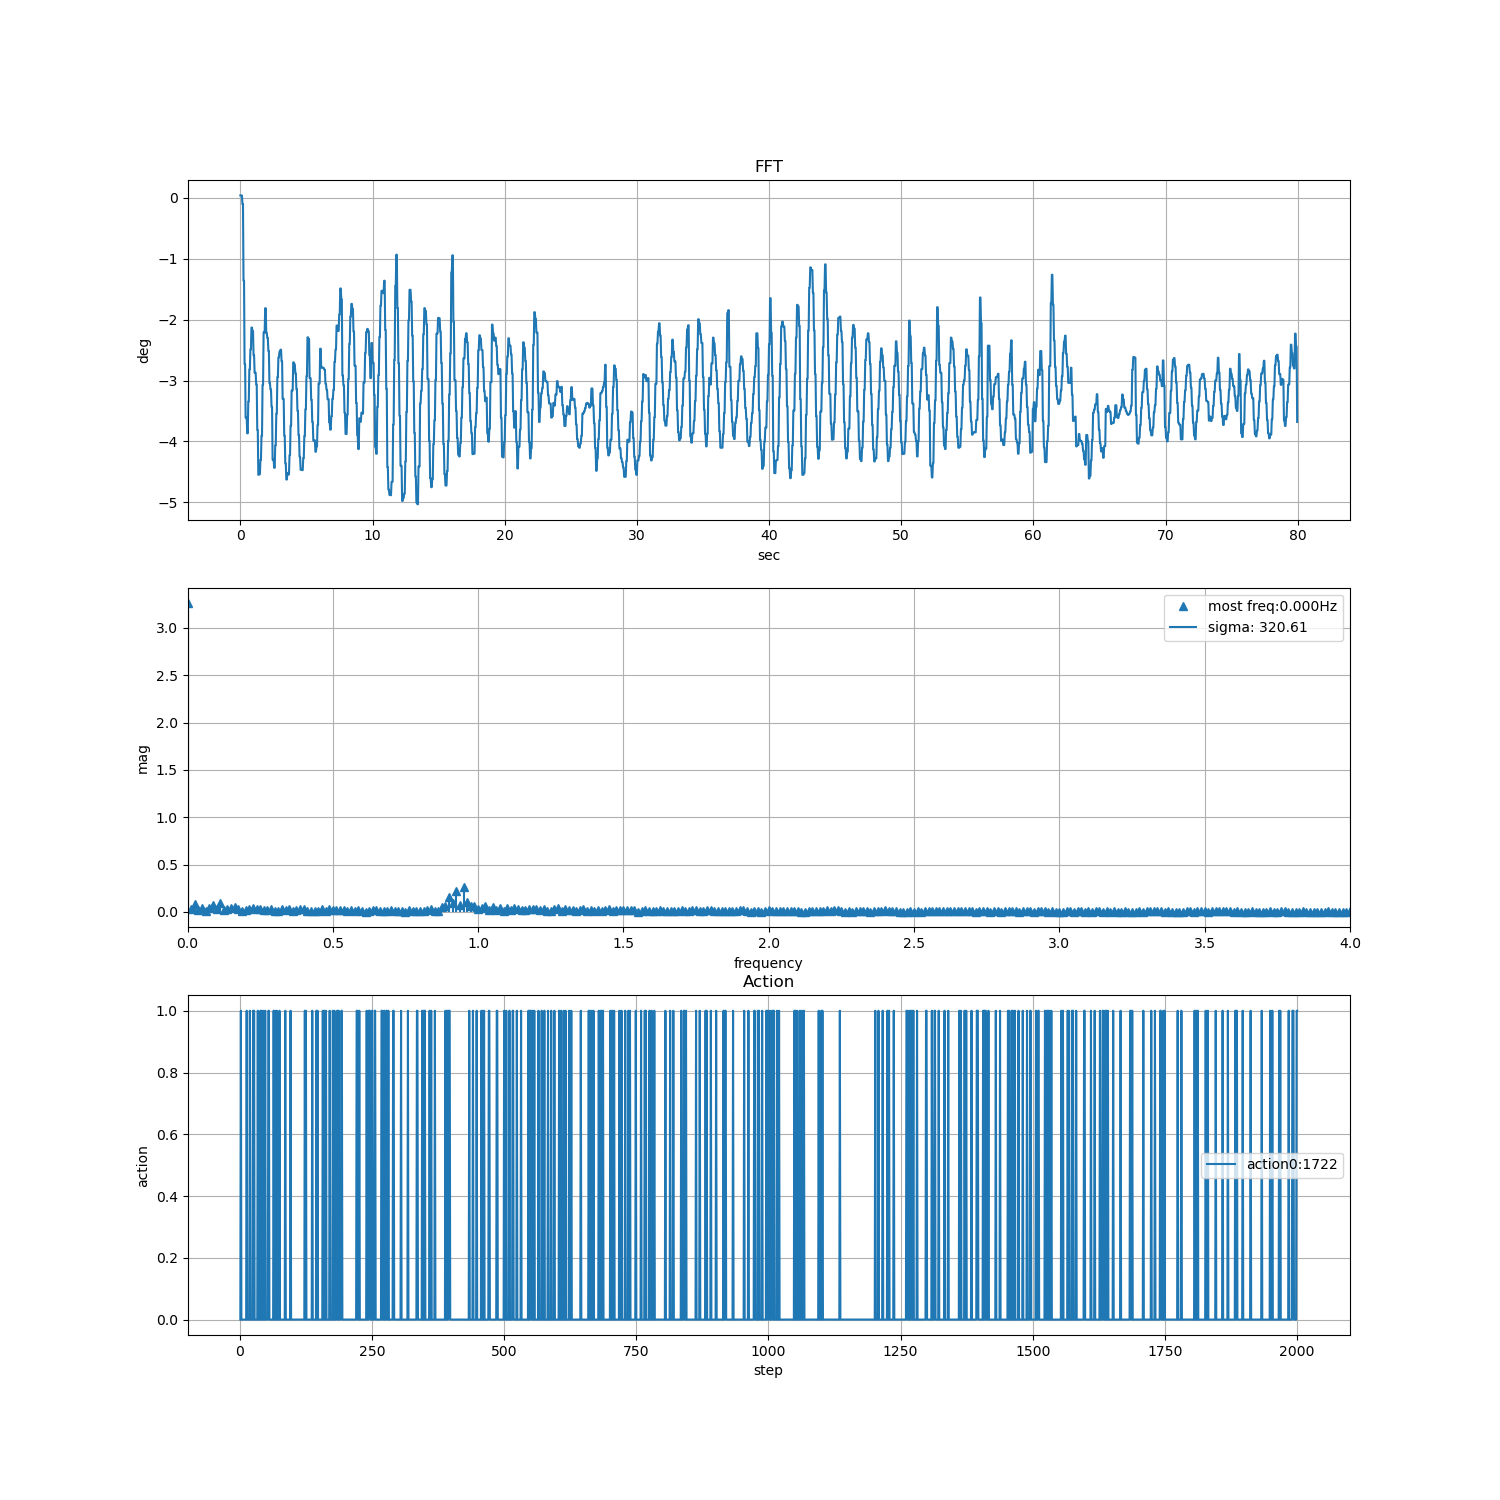 FFT
0
−1
−2
−3
−4
−5
deg
0 10 20 30 40 50 60 70 80
sec
3.0
2.5
2.0
1.5
1.0
0.5
0.0
mag
most freq:0.000Hz
sigma: 320.61
0.0 0.5 1.0 1.5 2.0 2.5 3.0 3.5 4.0
frequency
Action
1.0
0.8
0.6
0.4
0.2
0.0
action
action0:1722
0 250 500 750 1000 1250 1500 1750 2000
step